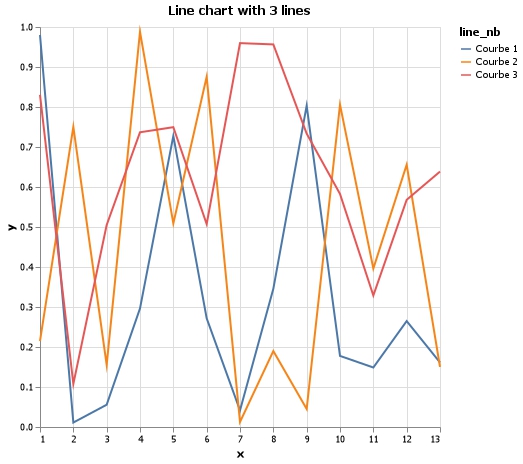 Line chart with 3 lines
line_nb
Courbe 1
Courbe 2
Courbe 3
y
1.0
0.9
0.8
0.7
0.6
0.5
0.4
0.3
0.2
0.1
0.0
1 2 3 4 5 6 7 8 9 10 11 12 13
x